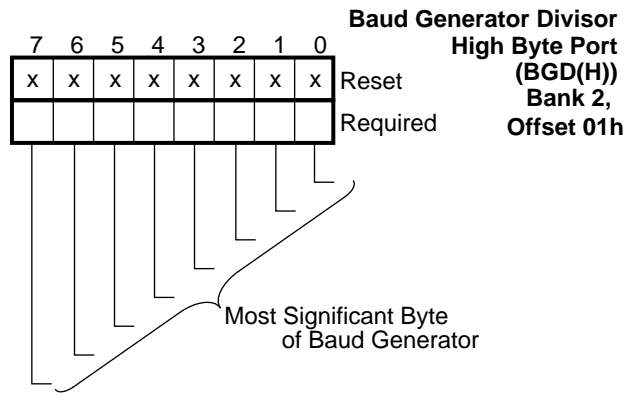 Baud Generator Divisor
High Byte Port
(BGD(H))
Bank 2,
Offset 01h
7 6 5 4 3 2 1 0
x x x x x x x x Reset
Required
Most Significant Byte
of Baud Generator